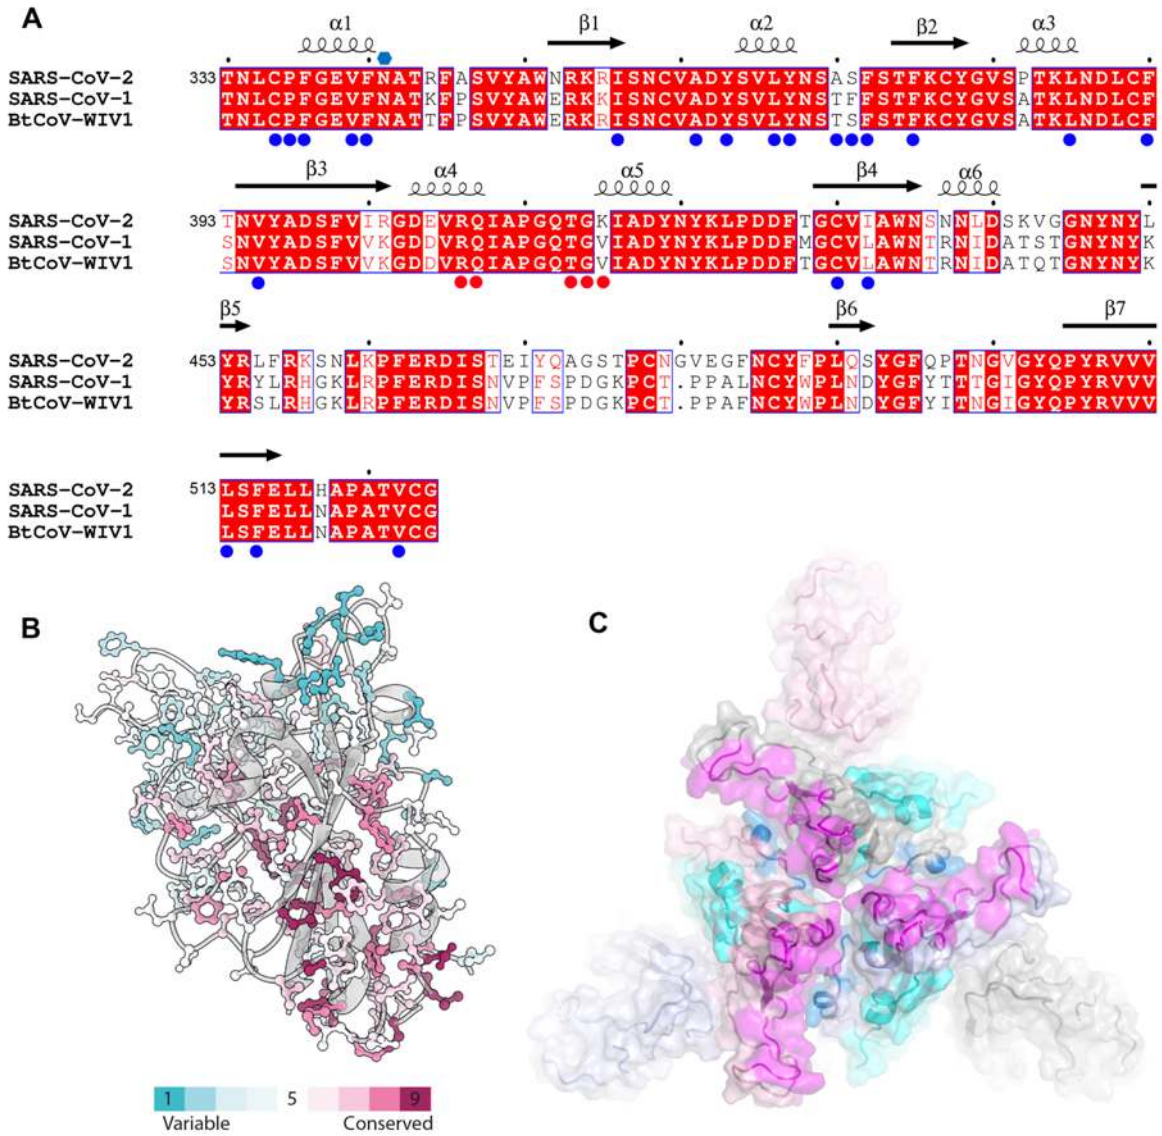 A
α1 β1 α2 β2 α3
SARS-CoV-2 333 TNLCPFGEVFNATRFASVYAWNRKRISNCVADYSVLYNSASFSTFKCYGVSPTKLNDLCF
SARS-CoV-1 TNLCPFGEVFNATKFPSVYAWERKKISNCVADYSVLYNSTFFSTFKCYGVSATKLNDLCF
BtCoV-WIV1 TNLCPFGEVFNATTFPSVYAWERKRISNCVADYSVLYNSTSFSTFKCYGVSATKLNDLCF
β3 α4 α5 β4 α6
SARS-CoV-2 393 TNVYADSFVIRGDEVRQIAPGQTGKIADYNYKLPDDFTGCVIAWNSNNLDSKVGGNYNYL
SARS-CoV-1 SNVYADSFVVKGDDVRQIAPGQTGVIADYNYKLPDDFMGCVLAWNTRNIDATSTGNYNYK
BtCoV-WIV1 SNVYADSFVVKGDDVRQIAPGQTGVIADYNYKLPDDFTGCVLAWNTRNIDATQTGNYNYK
β5 β6 β7
SARS-CoV-2 453 YRLFRKSNLKPFERDISTEIYQAGSTPCNGVEGFNCYFPLQSYGFQPTNGVGYQPYRVVV
SARS-CoV-1 YRYLRHGKLRPFERDISNVPFSPDGKPCT.PPALNCYWPLNDYGFYTTTGIGYQPYRVVV
BtCoV-WIV1 YRSLRHGKLRPFERDISNVPFSPDGKPCT.PPAFNCYWPLNDYGFYITNGIGYQPYRVVV
SARS-CoV-2 513 LSFELLHAPATVCG
SARS-CoV-1 LSFELLNAPATVCG
BtCoV-WIV1 LSFELLNAPATVCG
B
C
1 5 9
Variable Conserved